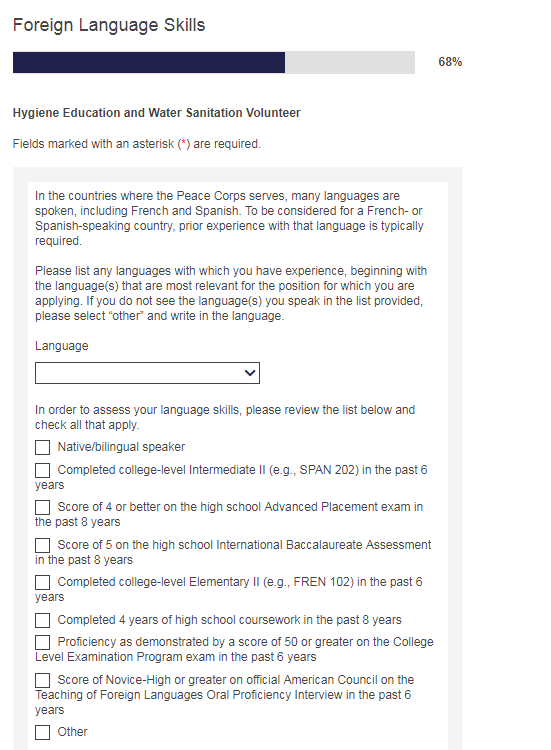 Foreign Language Skills
68%
Hygiene Education and Water Sanitation Volunteer
Fields marked with an asterisk (*) are required.
In the countries where the Peace Corps serves, many languages are
spoken, including French and Spanish. To be considered for a French- or
Spanish-speaking country, prior experience with that language is typically
required.
Please list any languages with which you have experience, beginning with
the language(s) that are most relevant for the position for which you are
applying. If you do not see the language(s) you speak in the list provided,
please select “other” and write in the language.
Language
In order to assess your language skills, please review the list below and
check all that apply.
Native/bilingual speaker
Completed college-level Intermediate II (e.g., SPAN 202) in the past 6
years
Score of 4 or better on the high school Advanced Placement exam in
the past 8 years
Score of 5 on the high school International Baccalaureate Assessment
in the past 8 years
Completed college-level Elementary II (e.g., FREN 102) in the past 6
years
Completed 4 years of high school coursework in the past 8 years
Proficiency as demonstrated by a score of 50 or greater on the College
Level Examination Program exam in the past 6 years
Score of Novice-High or greater on official American Council on the
Teaching of Foreign Languages Oral Proficiency Interview in the past 6
years
Other